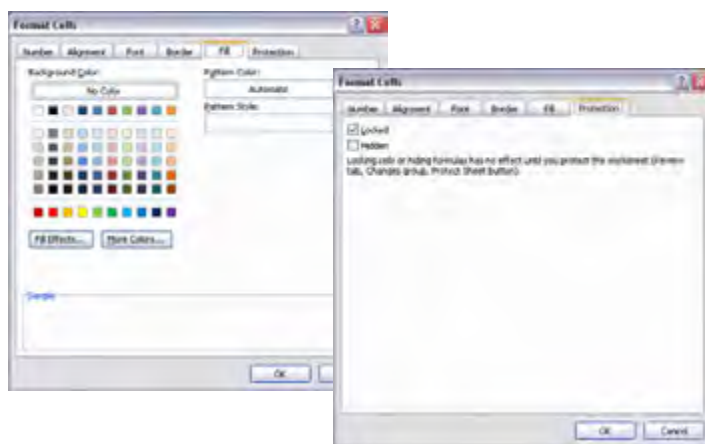 Format Cells
Number Alignment Font Border Fill Protection
Background Color:
No Color
Pattern Color:
Automatic
Pattern Style:
Fill Effects... More Colors...
Sample
OK
Format Cells
Number Alignment Font Border Fill Protection
Locked
Hidden
Locking cells or hiding formulas has no effect until you protect the worksheet (Review
tab, Changes group, Protect Sheet button).
OK Cancel